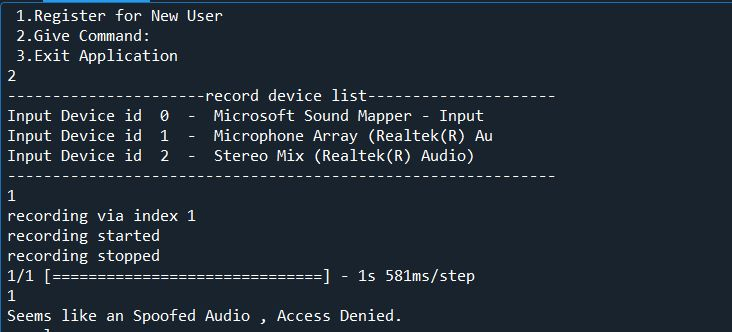 1.Register for New User
2.Give Command:
3.Exit Application
2
----------------------record device list---------------------
Input Device id  0  -  Microsoft Sound Mapper - Input
Input Device id  1  -  Microphone Array (Realtek(R) Au
Input Device id  2  -  Stereo Mix (Realtek(R) Audio)
-------------------------------------------------------------
1
recording via index 1
recording started
recording stopped
1/1 [==============================] - 1s 581ms/step
1
Seems like an Spoofed Audio , Access Denied.